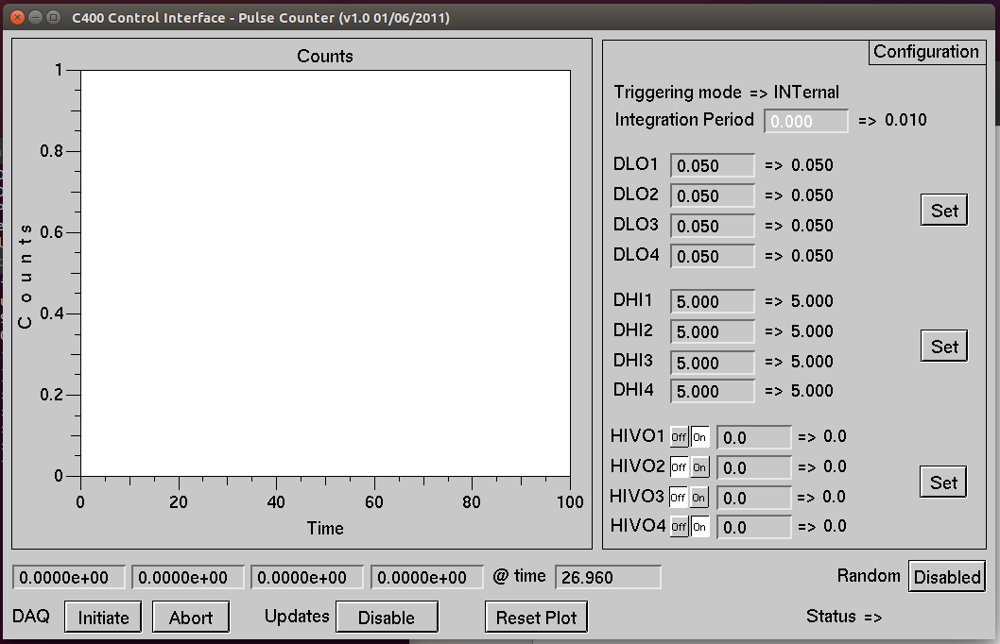 C400 Control Interface - Pulse Counter (v1.0 01/06/2011)
Counts
1
0.8
0.6
0.4
0.2
0
Counts
0 20 40 60 80 100
Time
Configuration
Triggering mode => INTernal
Integration Period 0.000 => 0.010
DLO1 0.050 => 0.050
DLO2 0.050 => 0.050
DLO3 0.050 => 0.050
DLO4 0.050 => 0.050
Set
DHI1 5.000 => 5.000
DHI2 5.000 => 5.000
DHI3 5.000 => 5.000
DHI4 5.000 => 5.000
Set
HIVO1 Off On 0.0 => 0.0
HIVO2 Off On 0.0 => 0.0
HIVO3 Off On 0.0 => 0.0
HIVO4 Off On 0.0 => 0.0
Set
0.0000e+00 0.0000e+00 0.0000e+00 0.0000e+00 @ time 26.960 Random Disabled
DAQ Initiate Abort Updates Disable Reset Plot Status =>